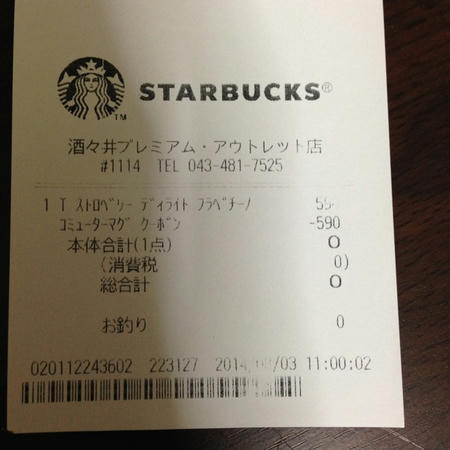 STARBUCKS®
TM
酒々井プレミアム・アウトレット店
#1114 TEL 043-481-7525
1 T ｽﾄﾛﾍﾞﾘｰ ﾃﾞｨﾗｲﾄ ﾌﾗﾍﾟﾁｰﾉ
ｺﾐｭｰﾀｰﾏｸﾞ ｸｰﾎﾟﾝ -590
本体合計(1点) 0
(消費税 0)
総合計 0
お釣り 0
020112243602 223127 11:00:02